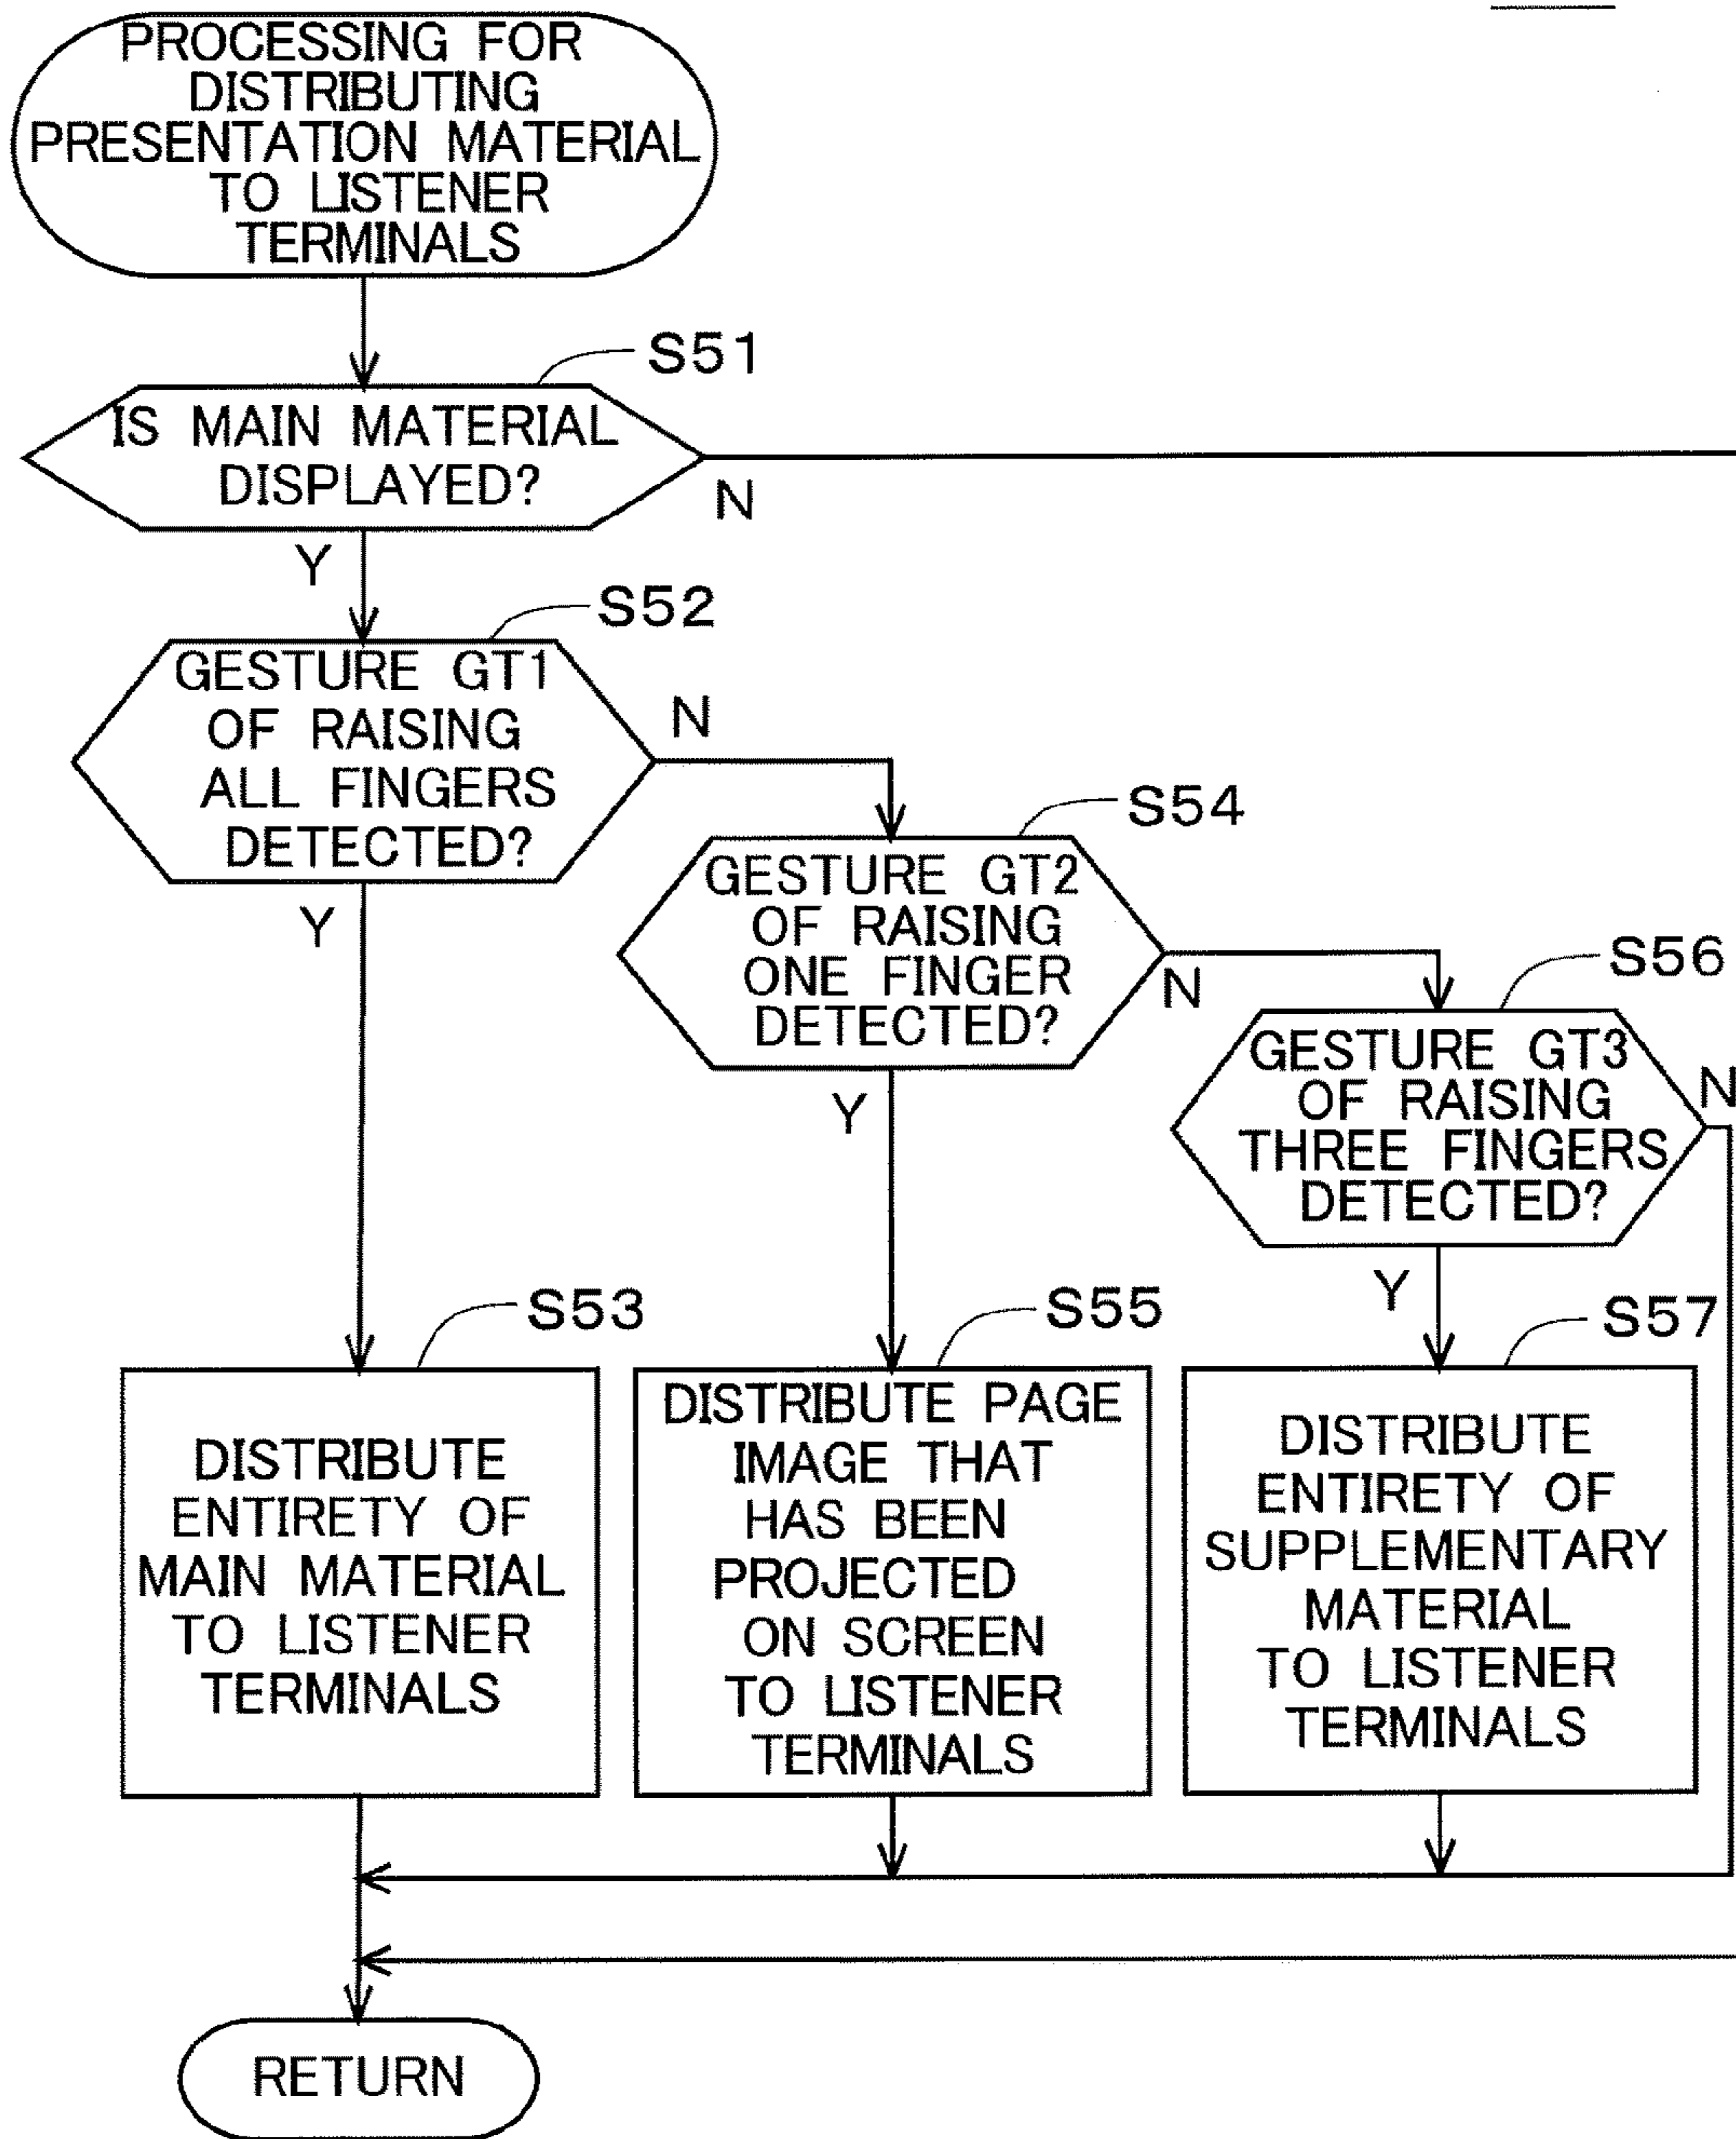 PROCESSING FOR
DISTRIBUTING
PRESENTATION MATERIAL
TO LISTENER
TERMINALS
S51
IS MAIN MATERIAL
DISPLAYED?
N
Y
S52
GESTURE GT1
OF RAISING
ALL FINGERS
DETECTED?
N
Y
S54
GESTURE GT2
OF RAISING
ONE FINGER
DETECTED?
N
Y
S56
GESTURE GT3
OF RAISING
THREE FINGERS
DETECTED?
N
Y
S53
DISTRIBUTE
ENTIRETY OF
MAIN MATERIAL
TO LISTENER
TERMINALS
S55
DISTRIBUTE PAGE
IMAGE THAT
HAS BEEN
PROJECTED
ON SCREEN
TO LISTENER
TERMINALS
S57
DISTRIBUTE
ENTIRETY OF
SUPPLEMENTARY
MATERIAL
TO LISTENER
TERMINALS
RETURN